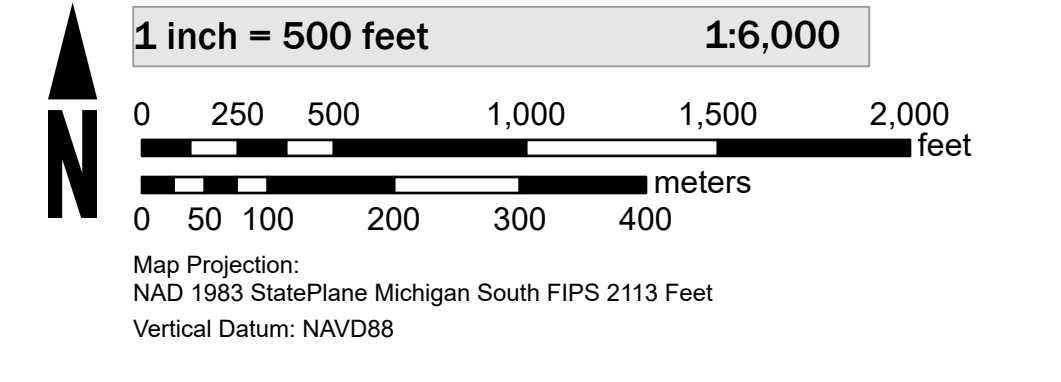 1 inch = 500 feet 1:6,000
0 250 500 1,000 1,500 2,000
feet
meters
0 50 100 200 300 400
N
Map Projection:
NAD 1983 StatePlane Michigan South FIPS 2113 Feet
Vertical Datum: NAVD88